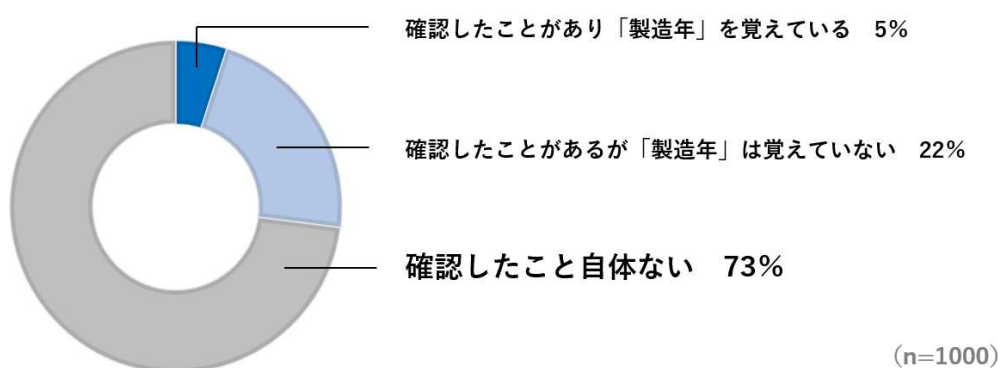 確認したことがあり「製造年」を覚えている　5%
確認したことがあるが「製造年」は覚えていない　22%
確認したこと自体ない　73%
（n=1000）